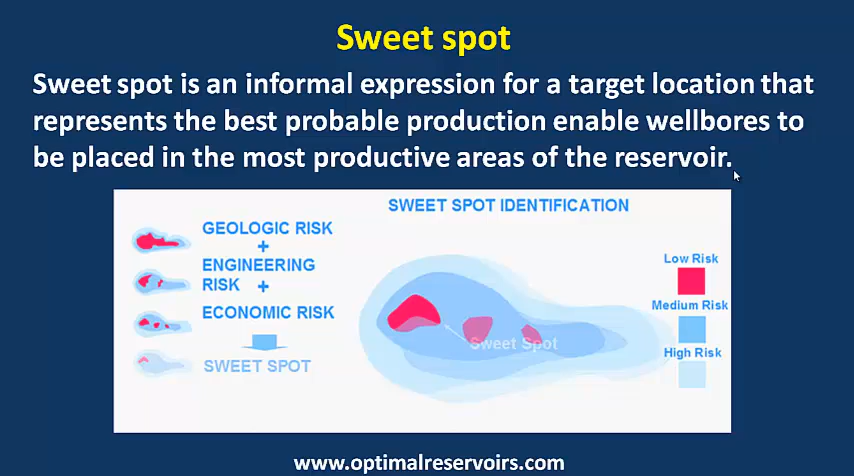 Sweet spot
Sweet spot is an informal expression for a target location that
represents the best probable production enable wellbores to
be placed in the most productive areas of the reservoir.
SWEET SPOT IDENTIFICATION
GEOLOGIC RISK
+
ENGINEERING
RISK +
ECONOMIC RISK
SWEET SPOT
Sweet Spot
Low Risk
Medium Risk
High Risk
www.optimalreservoirs.com